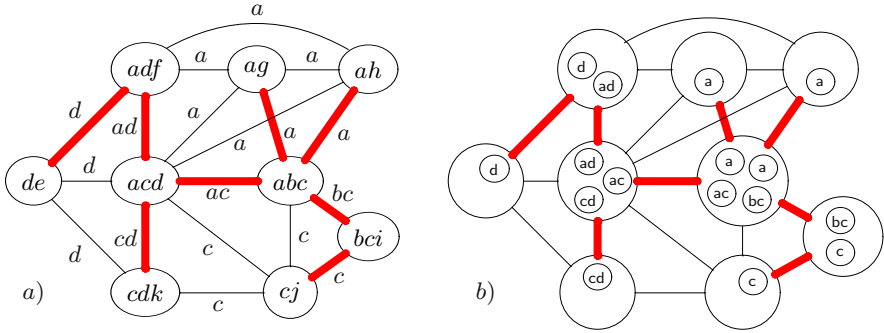 a
adf a ag a ah
d ad a a a a
de d acd ac abc bc
d cd c c bci
c
a) cdk c cj
b)
d ad a a
d ad ac cd a a ac bc
bc c
cd c